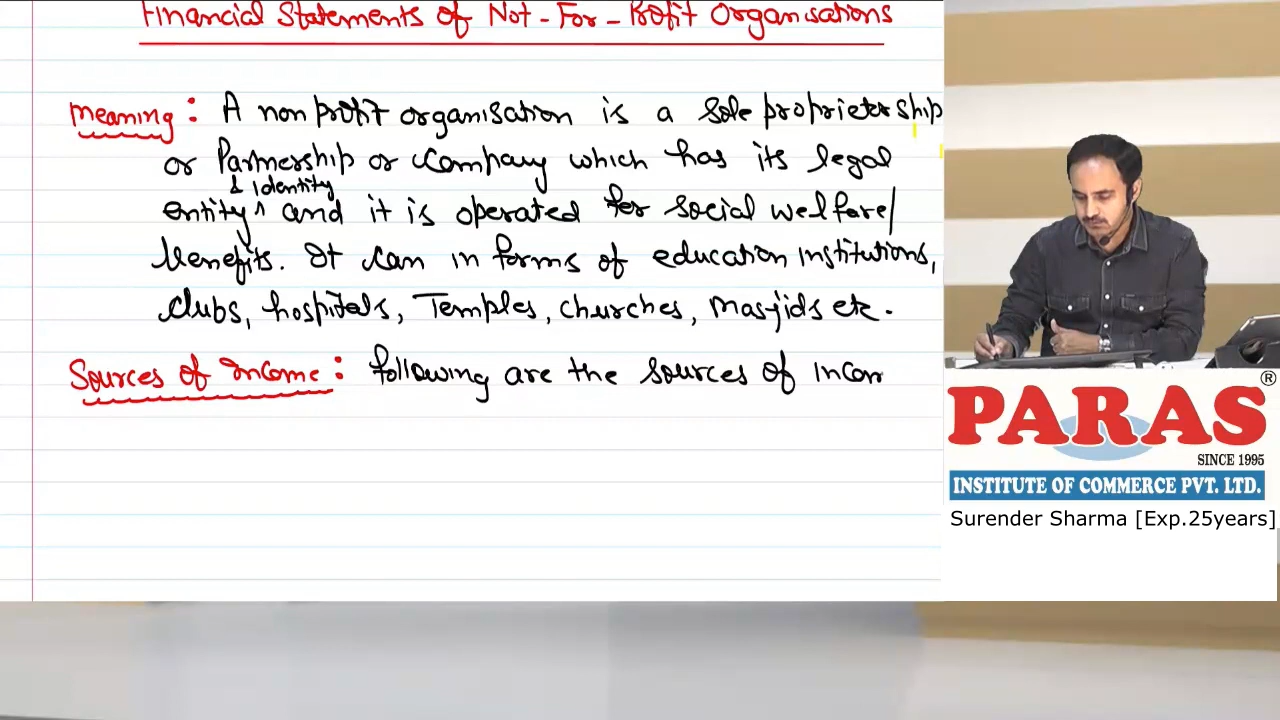 Financial Statements of Not-For-Profit Organisations
Meaning: A nonprofit organisation is a sole proprietorship
or Partnership or Company which has its legal
& Identity
entity ^ and it is operated for social welfare/
benefits. It can in forms of education institutions,
clubs, hospitals, Temples, churches, Masjids etc.
Sources of Income: following are the sources of incom
PARAS®
SINCE 1995
INSTITUTE OF COMMERCE PVT. LTD.
Surender Sharma [Exp.25years]